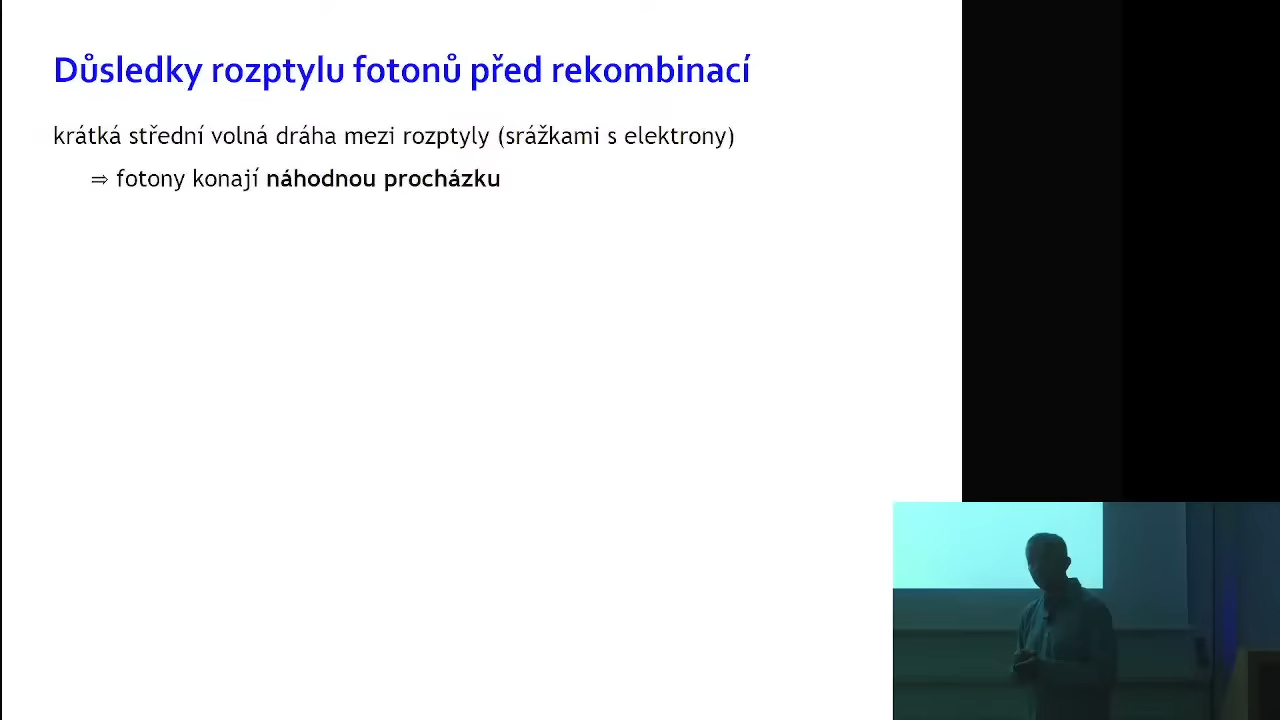 Důsledky rozptylu fotonů před rekombinací
krátká střední volná dráha mezi rozptyly (srážkami s elektrony)
⇒ fotony konají náhodnou procházku